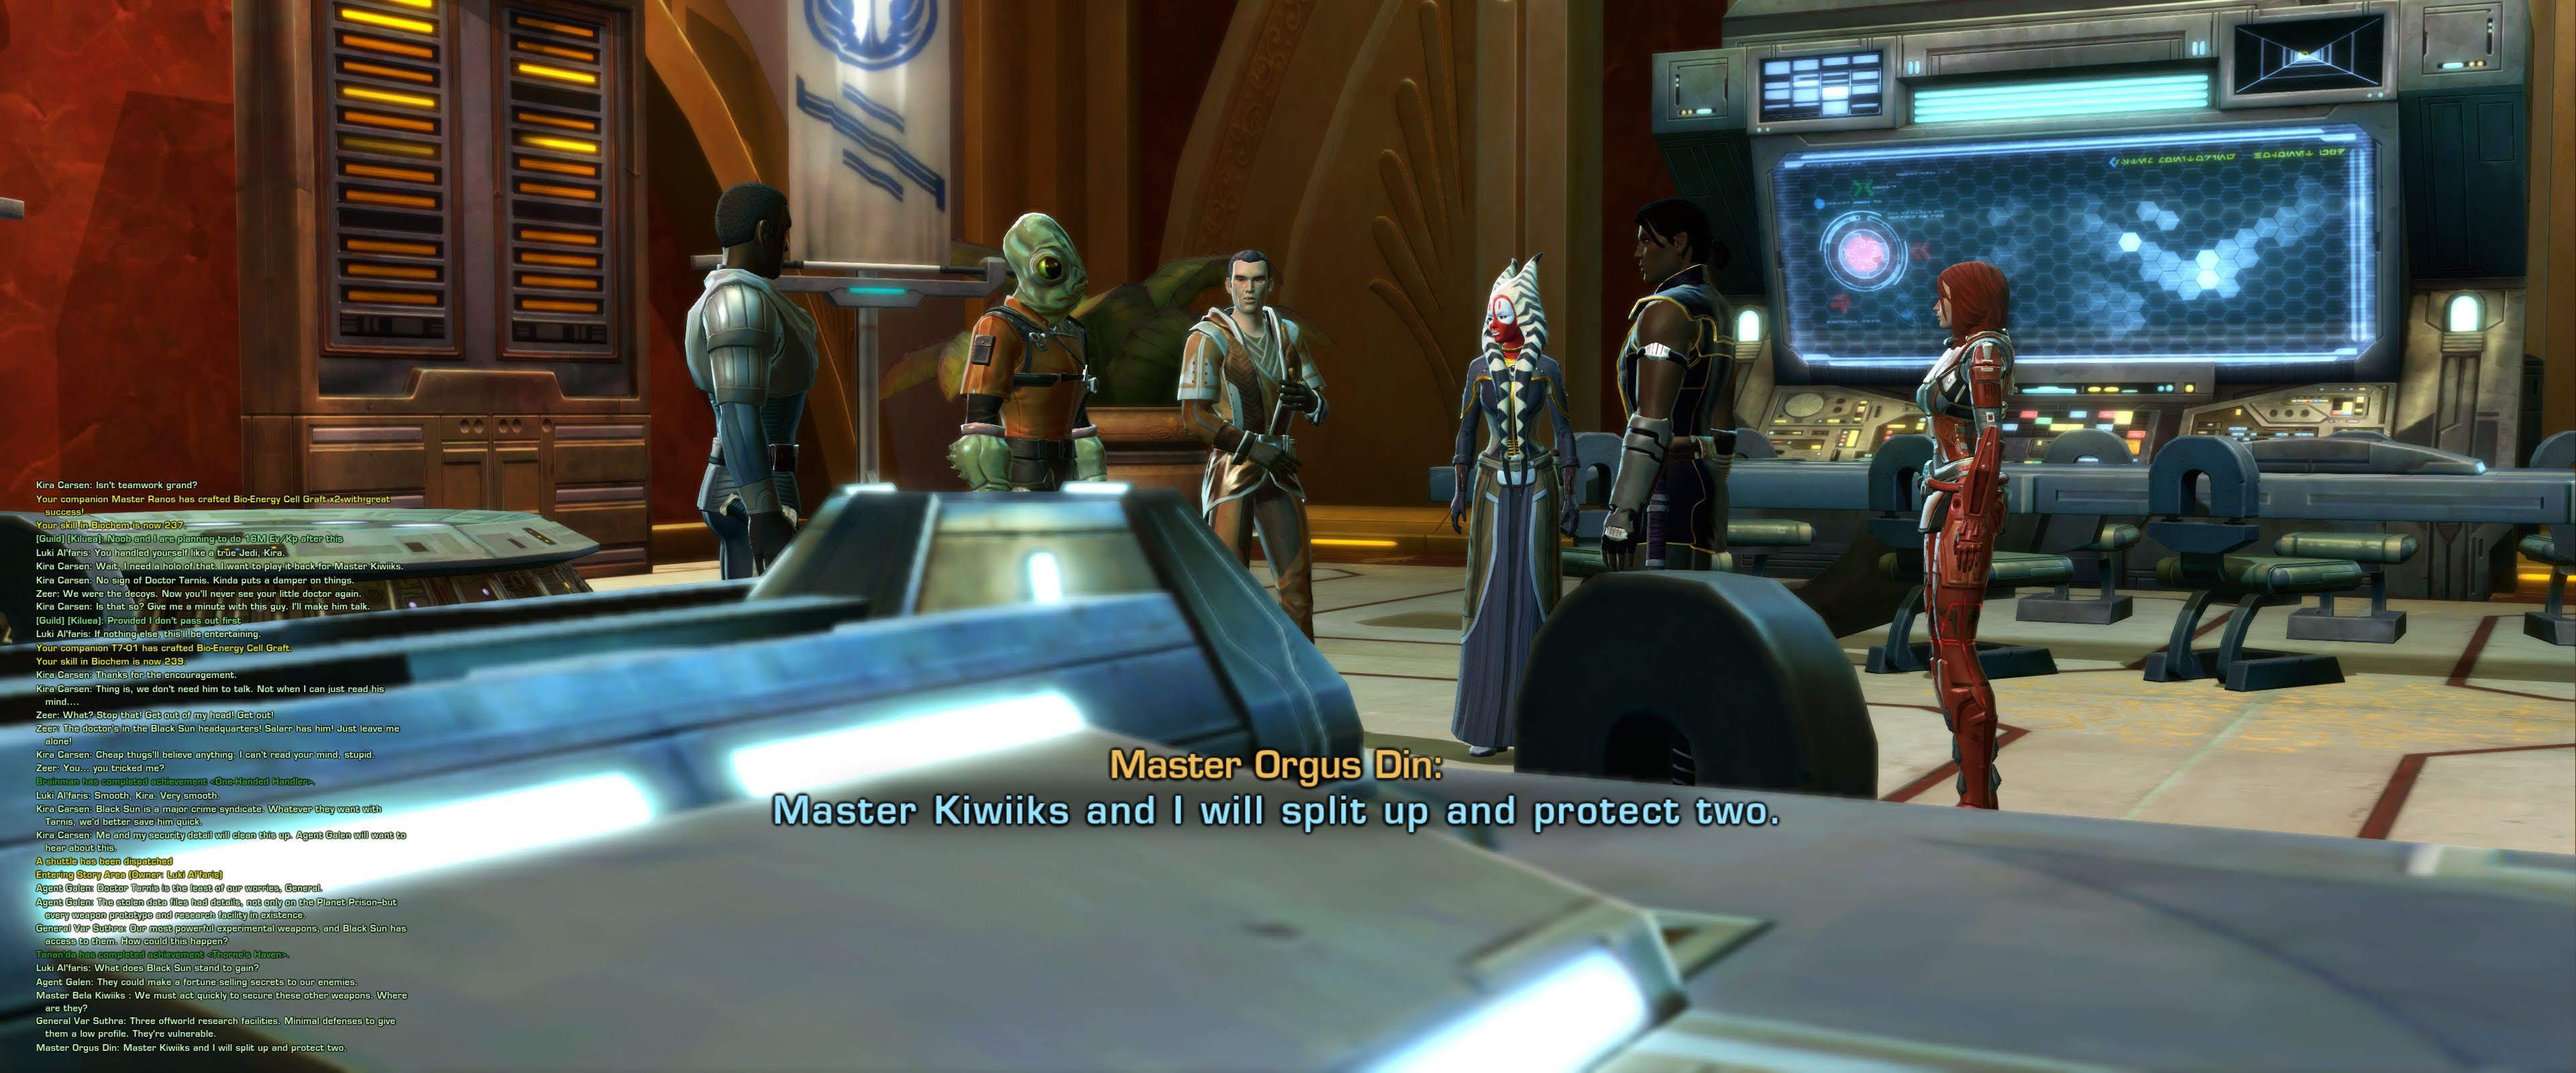 Kira Carsen: Isn't teamwork grand?
Your companion Master Ranos has crafted Bio-Energy Cell Graft x2 with great
success!
Your skill in Biochem is now 237.
[Guild] [Kiluea]: Noob and I are planning to do 16M Ev/Kp after this
Luki Al'faris: You handled yourself like a true Jedi, Kira.
Kira Carsen: Wait, I need a holo of that. I want to play it back for Master Kiwiiks.
Kira Carsen: No sign of Doctor Tarnis. Kinda puts a damper on things.
Zeer: We were the decoys. Now you'll never see your little doctor again.
Kira Carsen: Is that so? Give me a minute with this guy. I'll make him talk.
[Guild] [Kiluea]: Provided I don't pass out first
Luki Al'faris: If nothing else, this'll be entertaining.
Your companion T7-O1 has crafted Bio-Energy Cell Graft.
Your skill in Biochem is now 239.
Kira Carsen: Thanks for the encouragement.
Kira Carsen: Thing is, we don't need him to talk. Not when I can just read his
mind....
Zeer: What? Stop that! Get out of my head! Get out!
Zeer: The doctor's in the Black Sun headquarters! Salarr has him! Just leave me
alone!
Kira Carsen: Cheap thugs'll believe anything. I can't read your mind, stupid.
Zeer: You... you tricked me?
Brainman has completed achievement <One-Handed Handler>.
Luki Al'faris: Smooth, Kira. Very smooth.
Kira Carsen: Black Sun is a major crime syndicate. Whatever they want with
Tarnis, we'd better save him quick.
Kira Carsen: Me and my security detail will clean this up. Agent Galen will want to
hear about this.
A shuttle has been dispatched
Entering Story Area (Owner: Luki Al'faris)
Agent Galen: Doctor Tarnis is the least of our worries, General.
Agent Galen: The stolen data files had details, not only on the Planet Prison—but
every weapon prototype and research facility in existence.
General Var Suthra: Our most powerful experimental weapons, and Black Sun has
access to them. How could this happen?
Tanan'da has completed achievement <Thorne's Haven>.
Luki Al'faris: What does Black Sun stand to gain?
Agent Galen: They could make a fortune selling secrets to our enemies.
Master Bela Kiwiiks : We must act quickly to secure these other weapons. Where
are they?
General Var Suthra: Three offworld research facilities. Minimal defenses to give
them a low profile. They're vulnerable.
Master Orgus Din: Master Kiwiiks and I will split up and protect two.
Master Orgus Din:
Master Kiwiiks and I will split up and protect two.